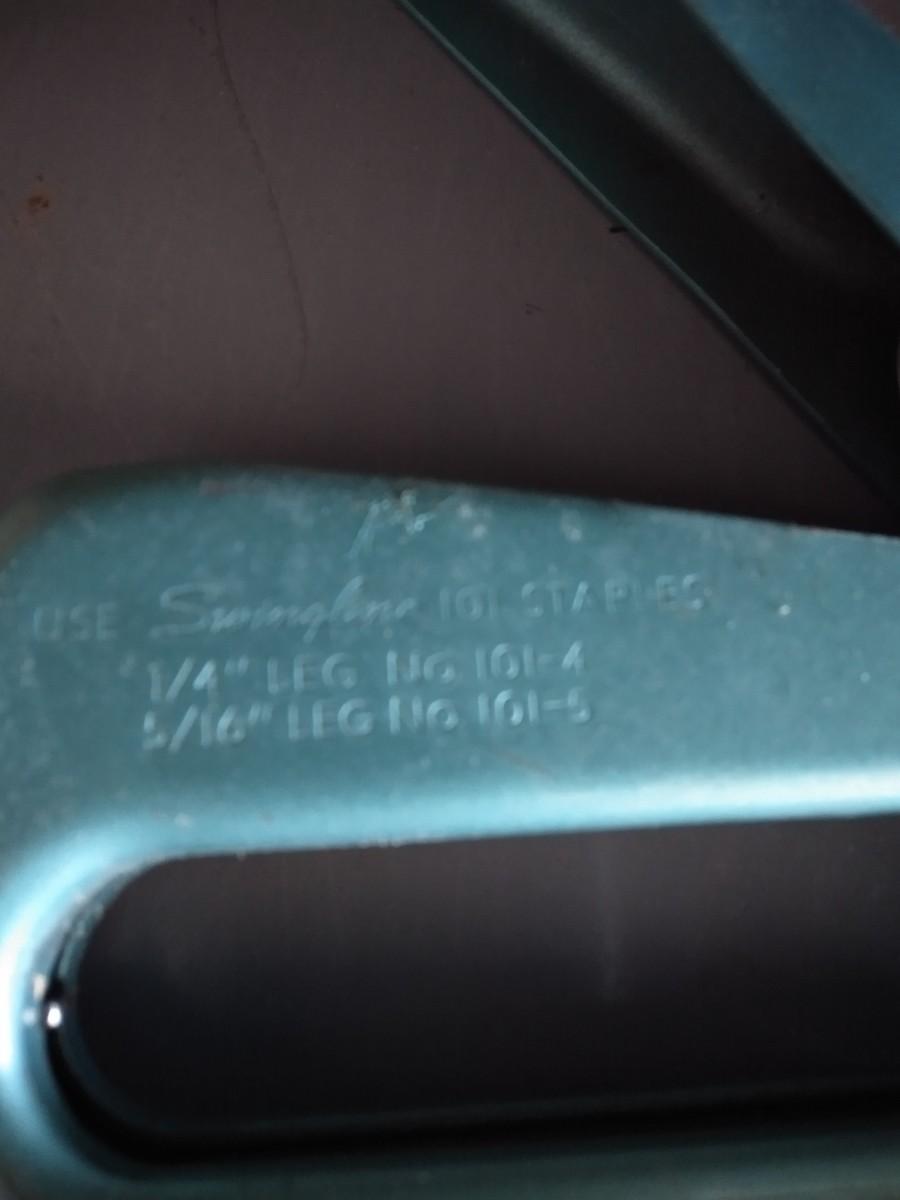 USE Swingline 101 STAPLES
1/4" LEG NO 101-4
5/16" LEG NO 101-5